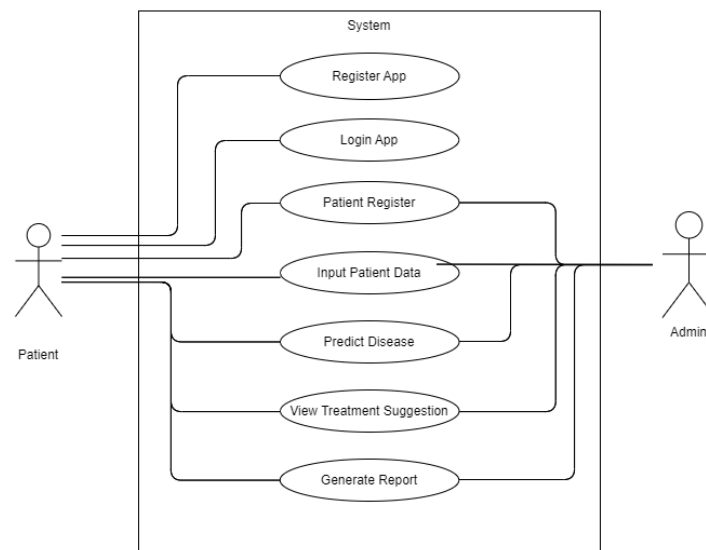 System
Register App
Login App
Patient Register
Input Patient Data
Predict Disease
View Treatment Suggestion
Generate Report
Patient
Admin